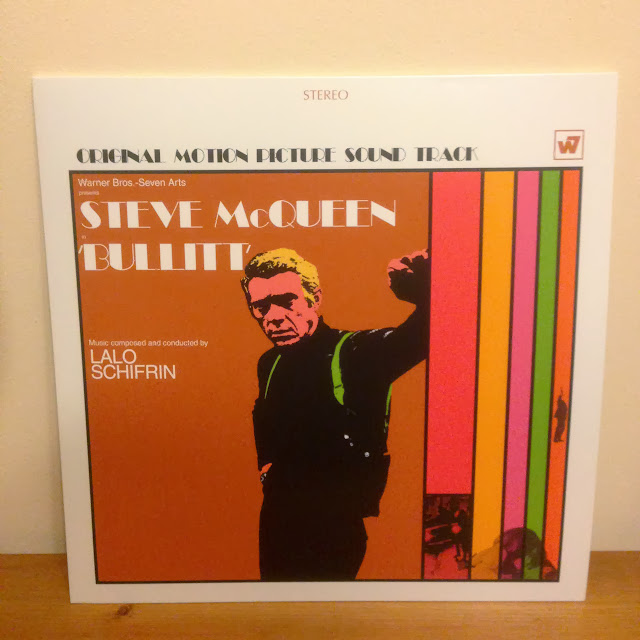 STEREO
ORIGINAL MOTION PICTURE SOUND TRACK
W7
Warner Bros.-Seven Arts
presents
STEVE McQUEEN
in
'BULLITT'
Music composed and conducted by
LALO
SCHIFRIN